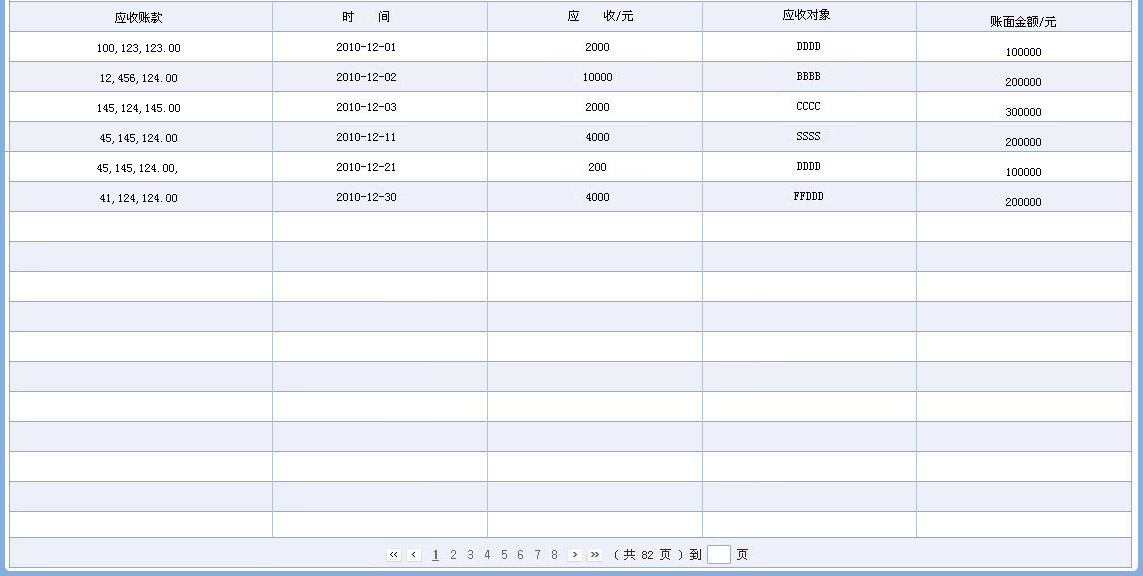 应收账款 时 间 应 收/元 应收对象 账面金额/元
100,123,123.00 2010-12-01 2000 DDDD 100000
12,456,124.00 2010-12-02 10000 BBBB 200000
145,124,145.00 2010-12-03 2000 CCCC 300000
45,145,124.00 2010-12-11 4000 SSSS 200000
45,145,124.00, 2010-12-21 200 DDDD 100000
41,124,124.00 2010-12-30 4000 FFDDD 200000
« ‹ 1 2 3 4 5 6 7 8 › » ( 共 82 页 ) 到 页